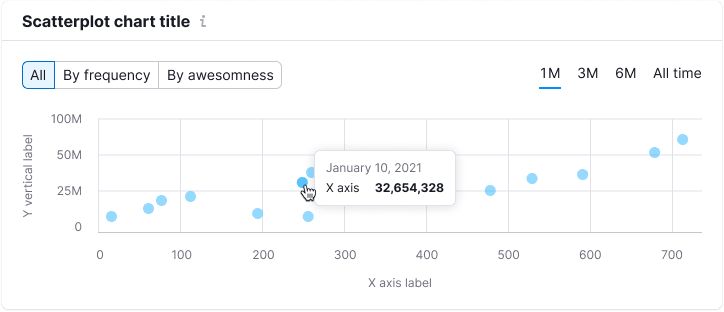 Scatterplot chart title i
All By frequency By awesomness
1M 3M 6M All time
100M
50M
25M
0
Y vertical label
January 10, 2021
X axis 32,654,328
0 100 200 300 400 500 600 700
X axis label